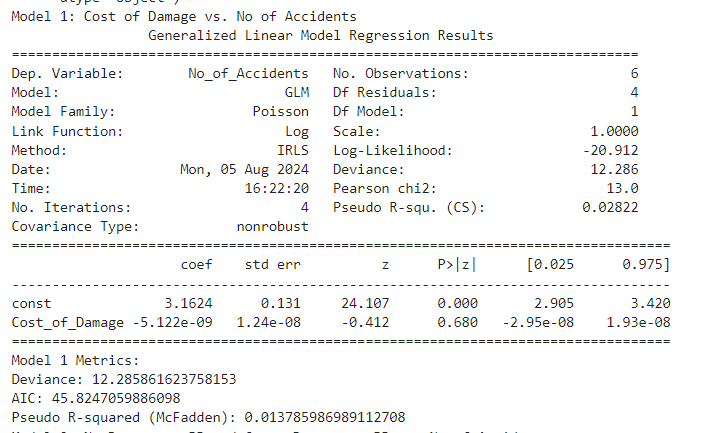 Model 1: Cost of Damage vs. No of Accidents
Generalized Linear Model Regression Results
==============================================================================
Dep. Variable: No_of_Accidents No. Observations: 6
Model: GLM Df Residuals: 4
Model Family: Poisson Df Model: 1
Link Function: Log Scale: 1.0000
Method: IRLS Log-Likelihood: -20.912
Date: Mon, 05 Aug 2024 Deviance: 12.286
Time: 16:22:20 Pearson chi2: 13.0
No. Iterations: 4 Pseudo R-squ. (CS): 0.02822
Covariance Type: nonrobust
==================================================================================
coef std err z P>|z| [0.025 0.975]
----------------------------------------------------------------------------------
const 3.1624 0.131 24.107 0.000 2.905 3.420
Cost_of_Damage -5.122e-09 1.24e-08 -0.412 0.680 -2.95e-08 1.93e-08
==================================================================================
Model 1 Metrics:
Deviance: 12.285861623758153
AIC: 45.8247059886098
Pseudo R-squared (McFadden): 0.013785986989112708